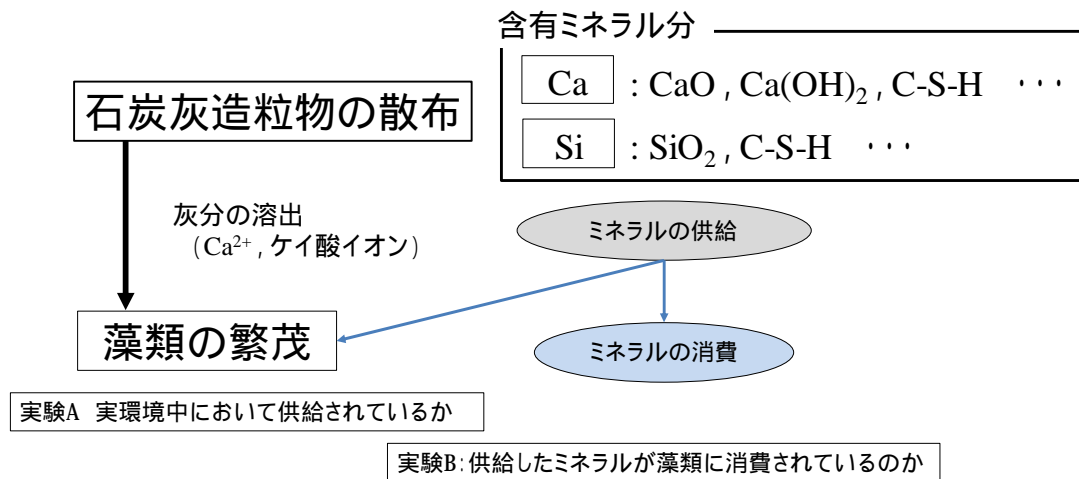 含有ミネラル分
Ca : CaO , Ca(OH)₂ , C-S-H ・・・
Si : SiO₂ , C-S-H ・・・
石炭灰造粒物の散布
灰分の溶出
（Ca²⁺ , ケイ酸イオン）
ミネラルの供給
藻類の繁茂
ミネラルの消費
実験A 実環境中において供給されているか
実験B：供給したミネラルが藻類に消費されているのか